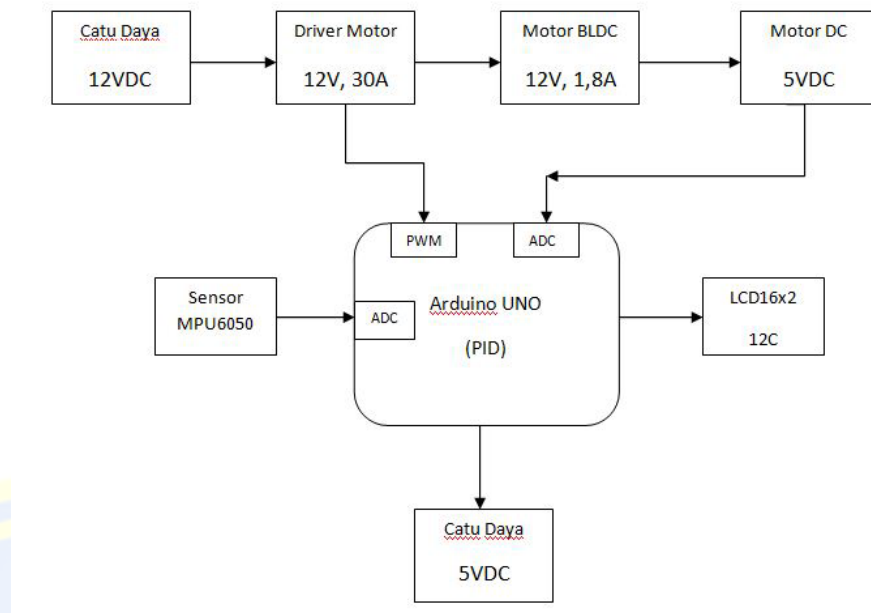 Catu Daya
12VDC
Driver Motor
12V, 30A
Motor BLDC
12V, 1,8A
Motor DC
5VDC
PWM
ADC
Sensor
MPU6050
ADC
Arduino UNO
(PID)
LCD16x2
12C
Catu Daya
5VDC